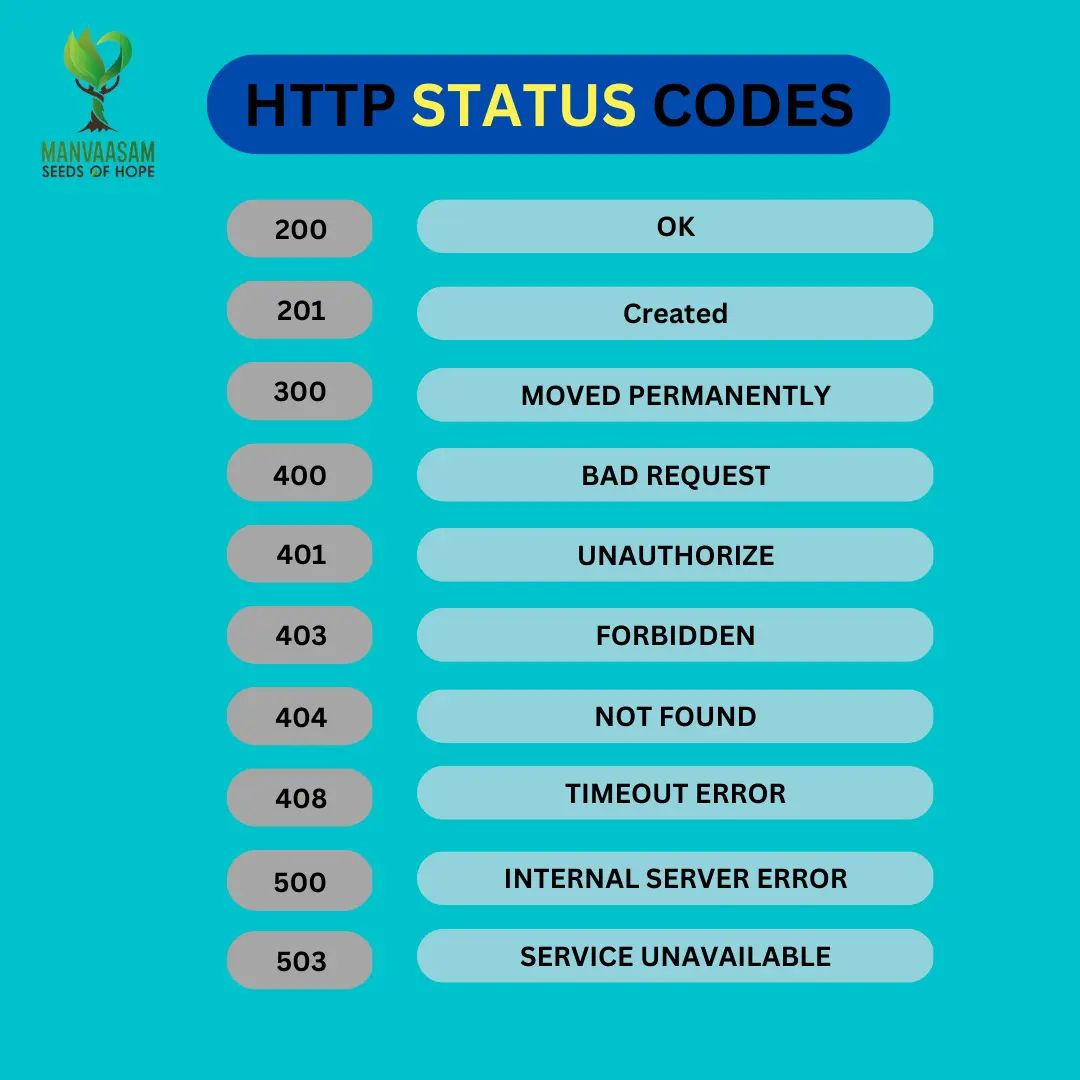 MANVAASAM
SEEDS OF HOPE
HTTP STATUS CODES
200 OK
201 Created
300 MOVED PERMANENTLY
400 BAD REQUEST
401 UNAUTHORIZE
403 FORBIDDEN
404 NOT FOUND
408 TIMEOUT ERROR
500 INTERNAL SERVER ERROR
503 SERVICE UNAVAILABLE